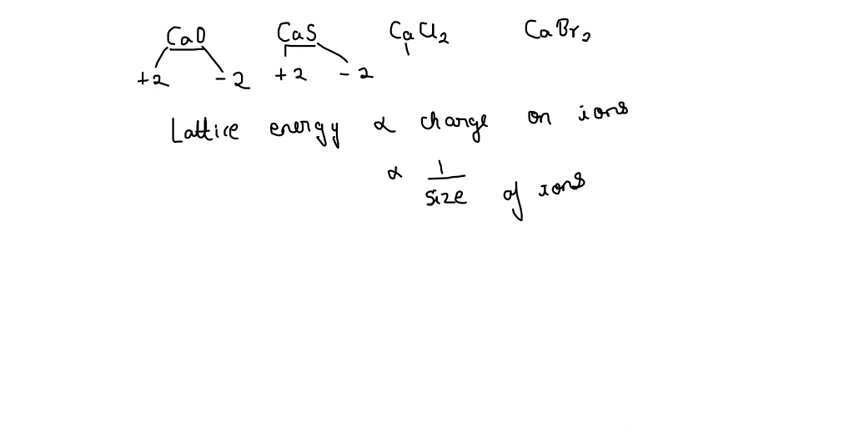 CaO CaS CaCl2 CaBr2
+2 -2 +2 -2
Lattice energy α charge on ions
α 1/size of ions